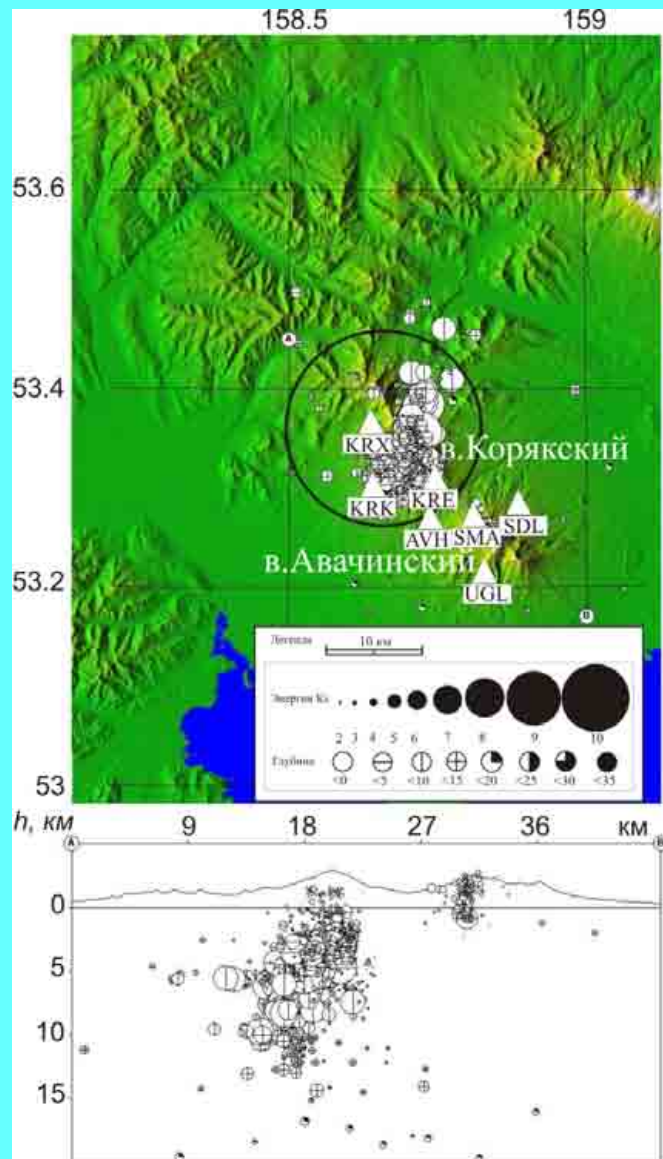 158.5 159
53.6
A
53.4
KRX
в.Корякский
KRK KRE
AVH SMA SDL
в.Авачинский
53.2
UGL
Легенда 10 км
Энергия Ks
2 3 4 5 6 7 8 9 10
Глубина
<0 <5 <10 <15 <20 <25 <30 <35
53
h, км 9 18 27 36 км
A
0
5
10
15